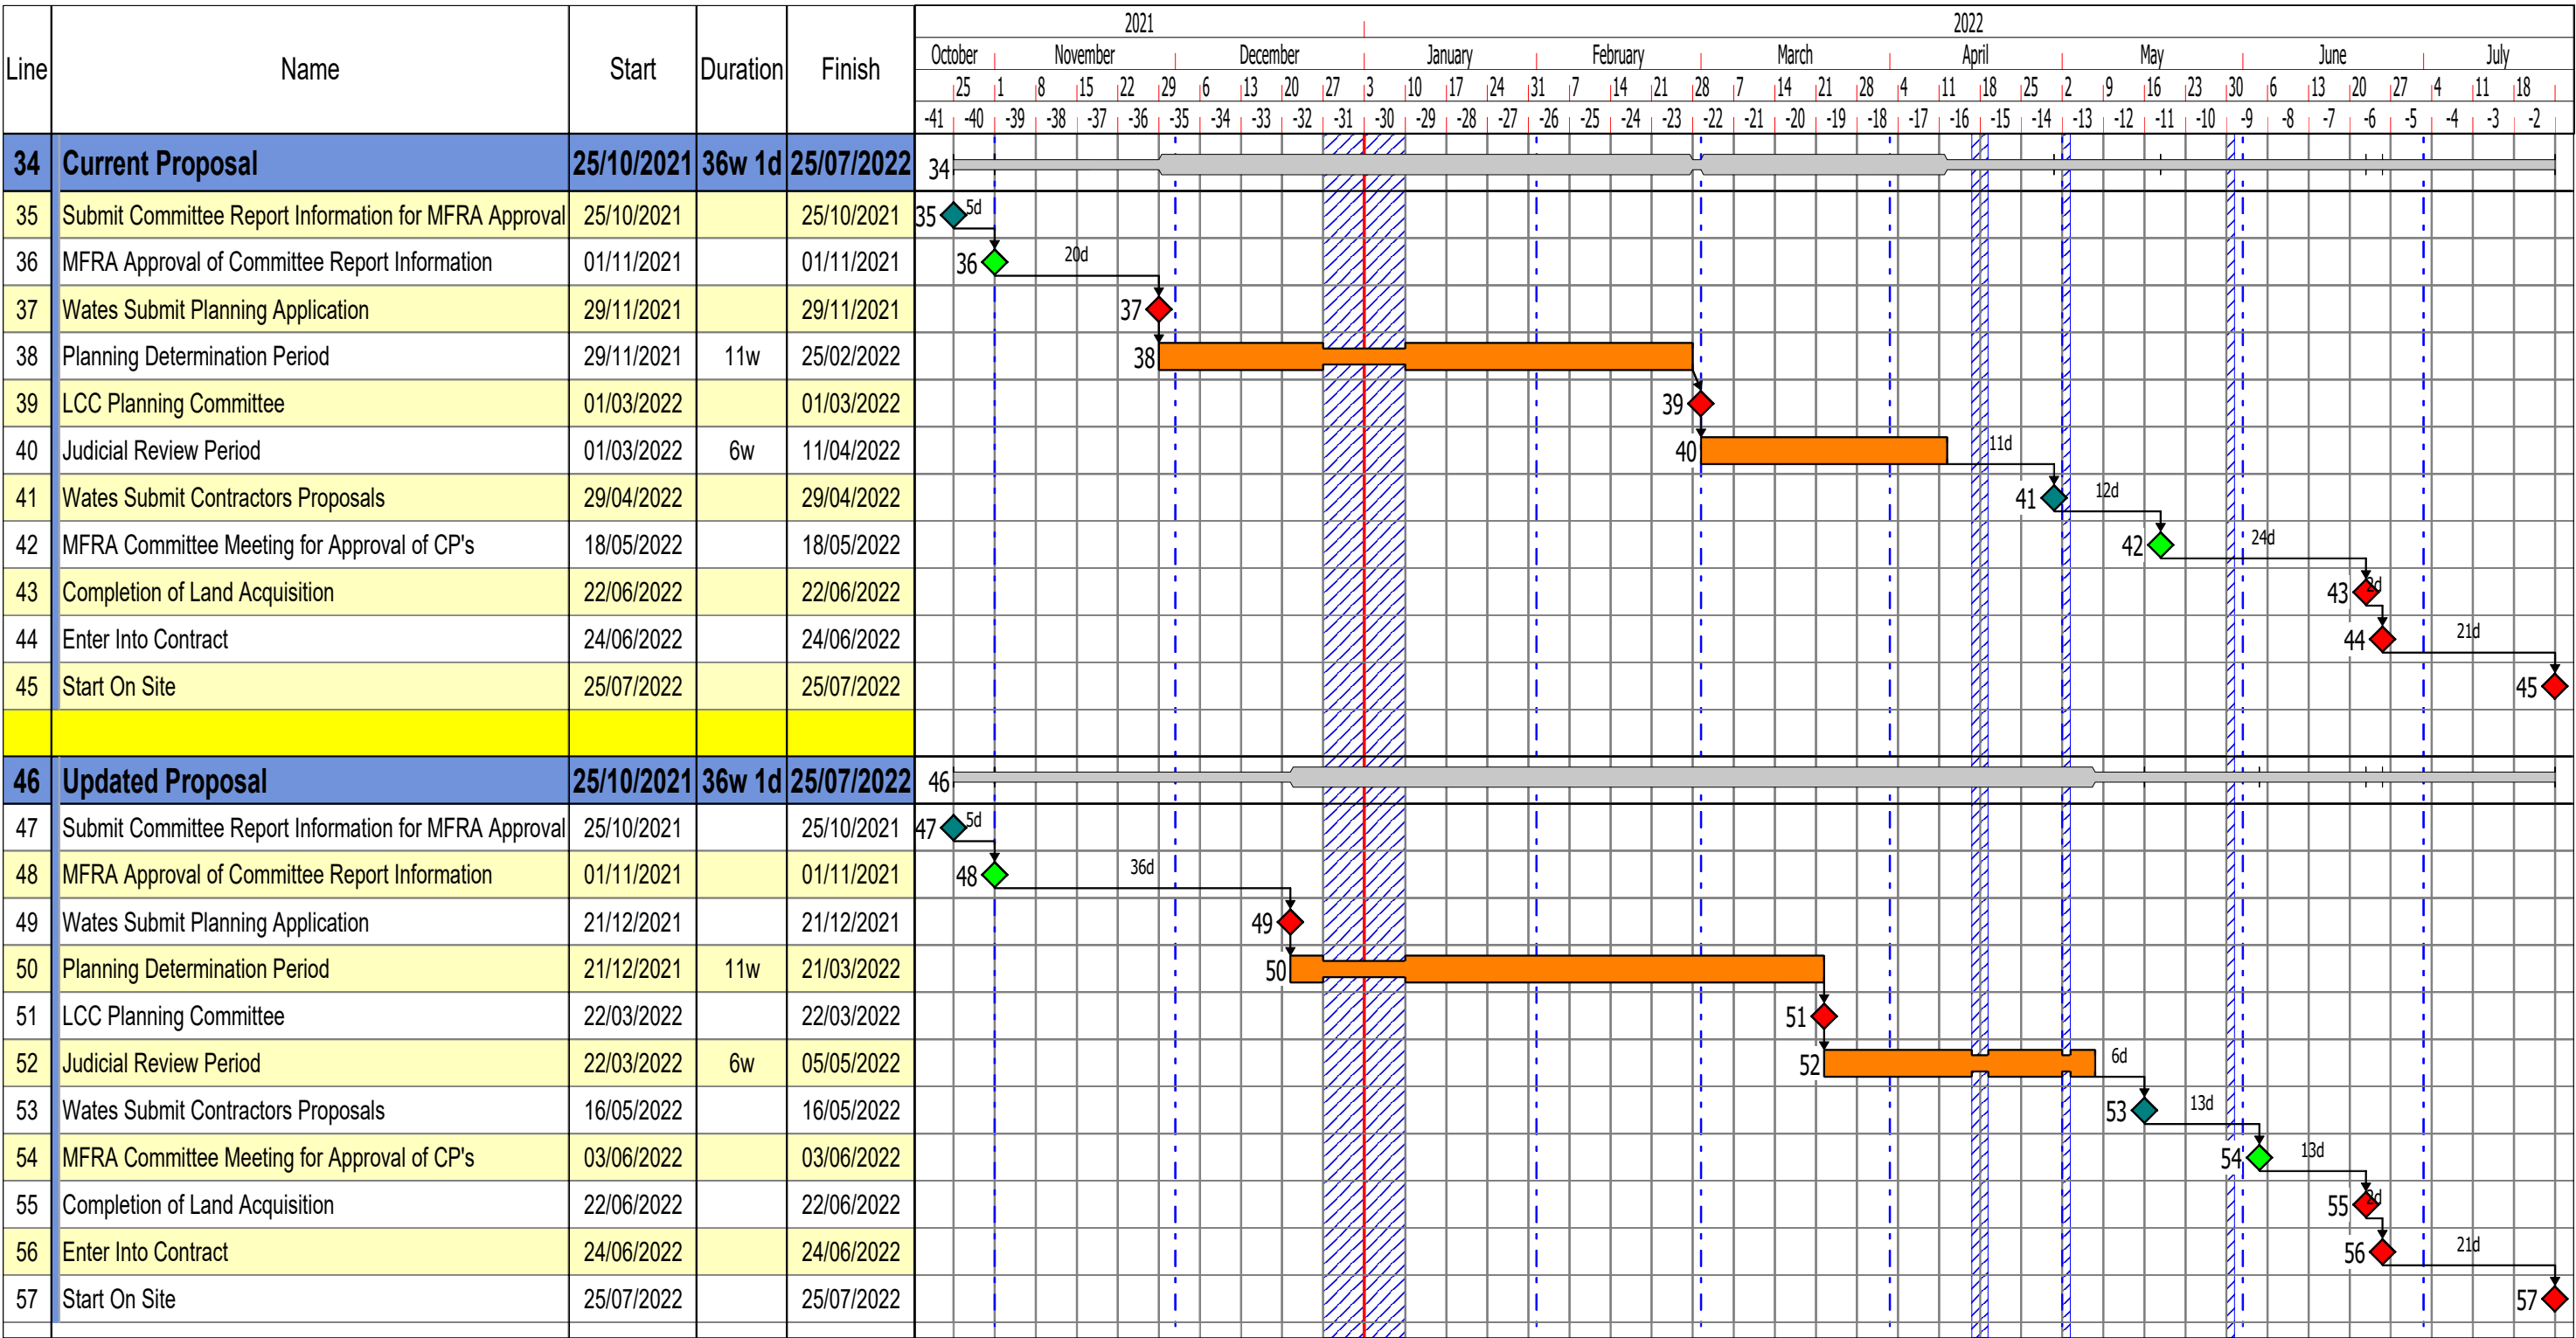 2021 2022
October November December January February March April May June July
Line Name Start Duration Finish
25 1 8 15 22 29 6 13 20 27 3 10 17 24 31 7 14 21 28 7 14 21 28 4 11 18 25 2 9 16 23 30 6 13 20 27 4 11 18
-41 -40 -39 -38 -37 -36 -35 -34 -33 -32 -31 -30 -29 -28 -27 -26 -25 -24 -23 -22 -21 -20 -19 -18 -17 -16 -15 -14 -13 -12 -11 -10 -9 -8 -7 -6 -5 -4 -3 -2
34 Current Proposal 25/10/2021 36w 1d 25/07/2022 34
35 Submit Committee Report Information for MFRA Approval 25/10/2021 25/10/2021 35 5d
36 MFRA Approval of Committee Report Information 01/11/2021 01/11/2021 36 20d
37 Wates Submit Planning Application 29/11/2021 29/11/2021 37
38 Planning Determination Period 29/11/2021 11w 25/02/2022 38
39 LCC Planning Committee 01/03/2022 01/03/2022 39
40 Judicial Review Period 01/03/2022 6w 11/04/2022 40 11d
41 Wates Submit Contractors Proposals 29/04/2022 29/04/2022 41 12d
42 MFRA Committee Meeting for Approval of CP's 18/05/2022 18/05/2022 42 24d
43 Completion of Land Acquisition 22/06/2022 22/06/2022 43 2d
44 Enter Into Contract 24/06/2022 24/06/2022 44 21d
45 Start On Site 25/07/2022 25/07/2022 45
46 Updated Proposal 25/10/2021 36w 1d 25/07/2022 46
47 Submit Committee Report Information for MFRA Approval 25/10/2021 25/10/2021 47 5d
48 MFRA Approval of Committee Report Information 01/11/2021 01/11/2021 48 36d
49 Wates Submit Planning Application 21/12/2021 21/12/2021 49
50 Planning Determination Period 21/12/2021 11w 21/03/2022 50
51 LCC Planning Committee 22/03/2022 22/03/2022 51
52 Judicial Review Period 22/03/2022 6w 05/05/2022 52 6d
53 Wates Submit Contractors Proposals 16/05/2022 16/05/2022 53 13d
54 MFRA Committee Meeting for Approval of CP's 03/06/2022 03/06/2022 54 13d
55 Completion of Land Acquisition 22/06/2022 22/06/2022 55 2d
56 Enter Into Contract 24/06/2022 24/06/2022 56 21d
57 Start On Site 25/07/2022 25/07/2022 57